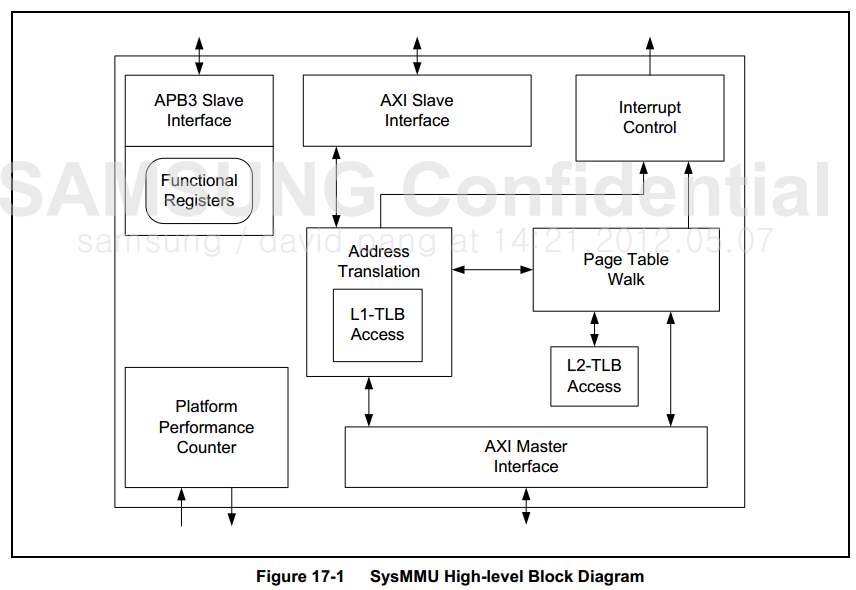 APB3 Slave
Interface
AXI Slave
Interface
Interrupt
Control
SAMSUNG Confidential
Functional
Registers
samsung / david.pang at 14:21,2012.05.07
Address
Translation
Page Table
Walk
L1-TLB
Access
L2-TLB
Access
Platform
Performance
Counter
AXI Master
Interface
Figure 17-1 SysMMU High-level Block Diagram